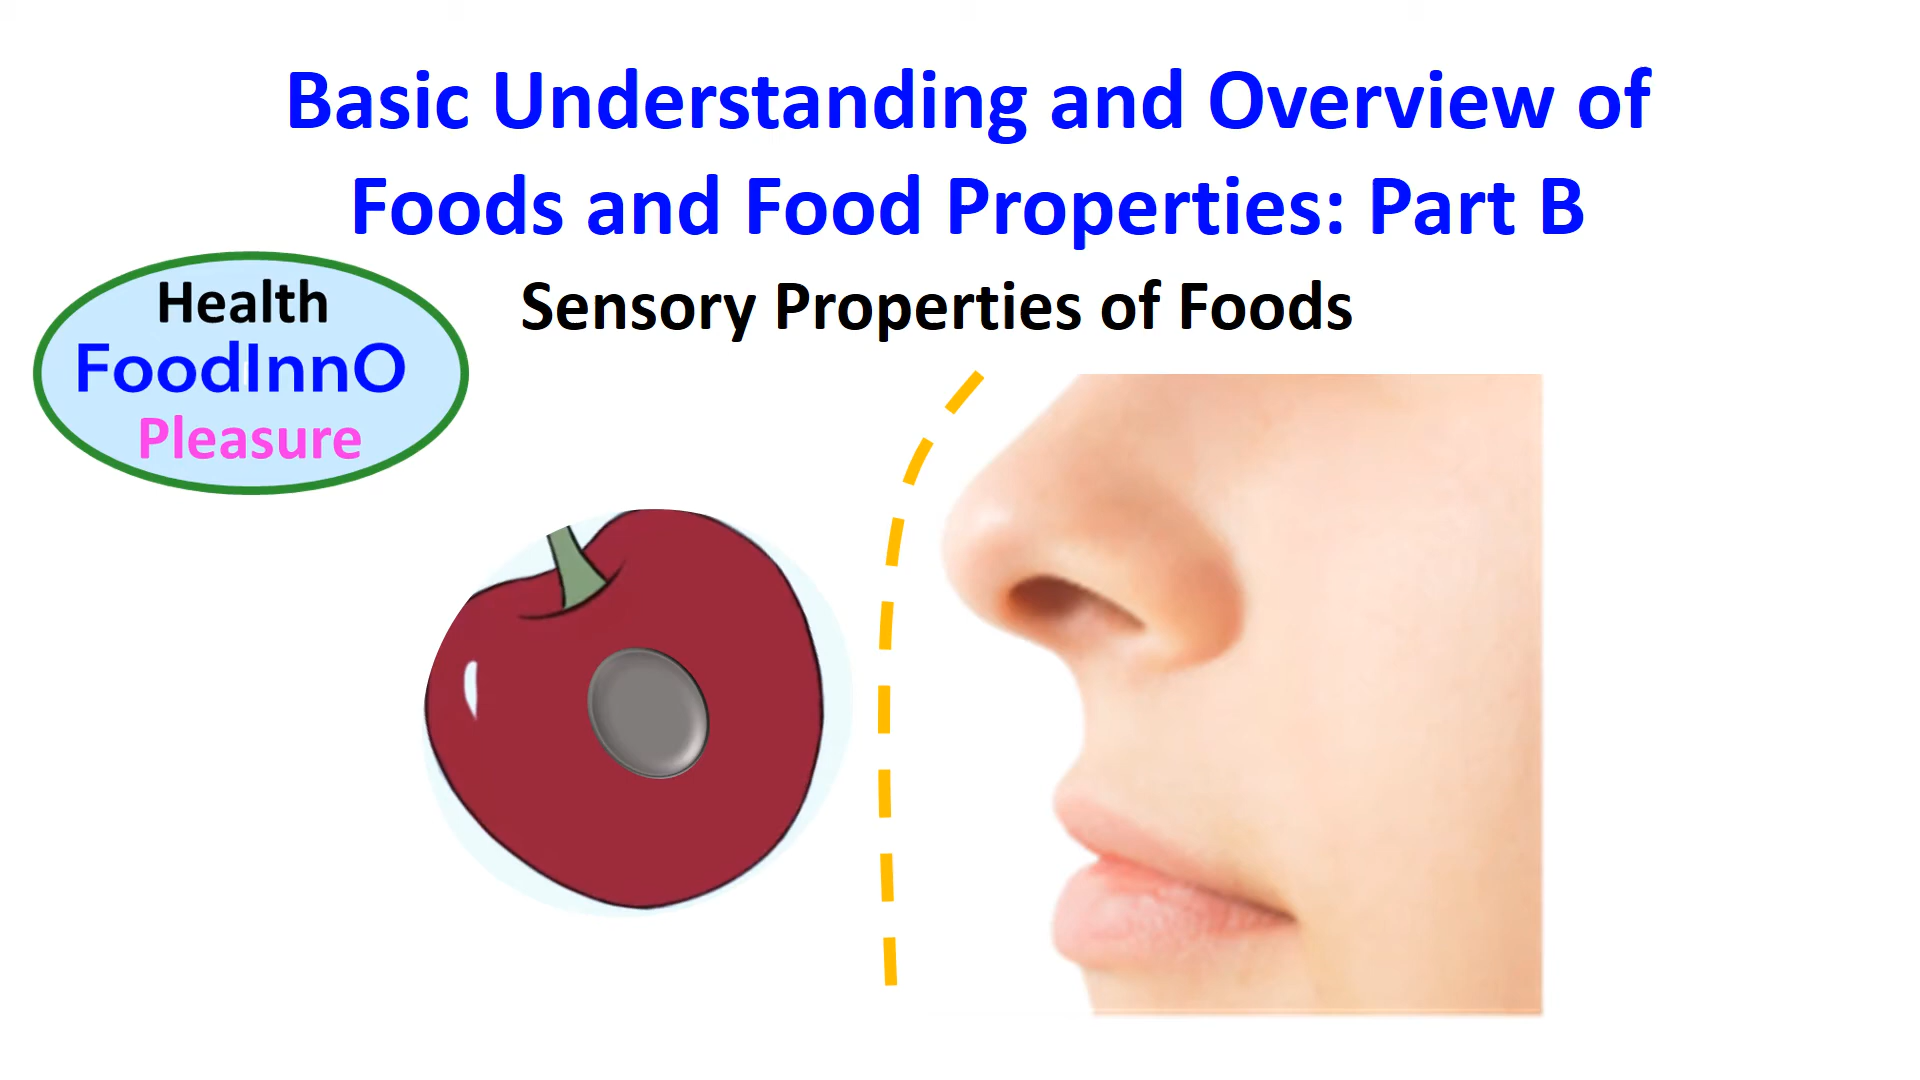 Basic Understanding and Overview of
Foods and Food Properties: Part B
Sensory Properties of Foods
Health
FoodInnO
Pleasure